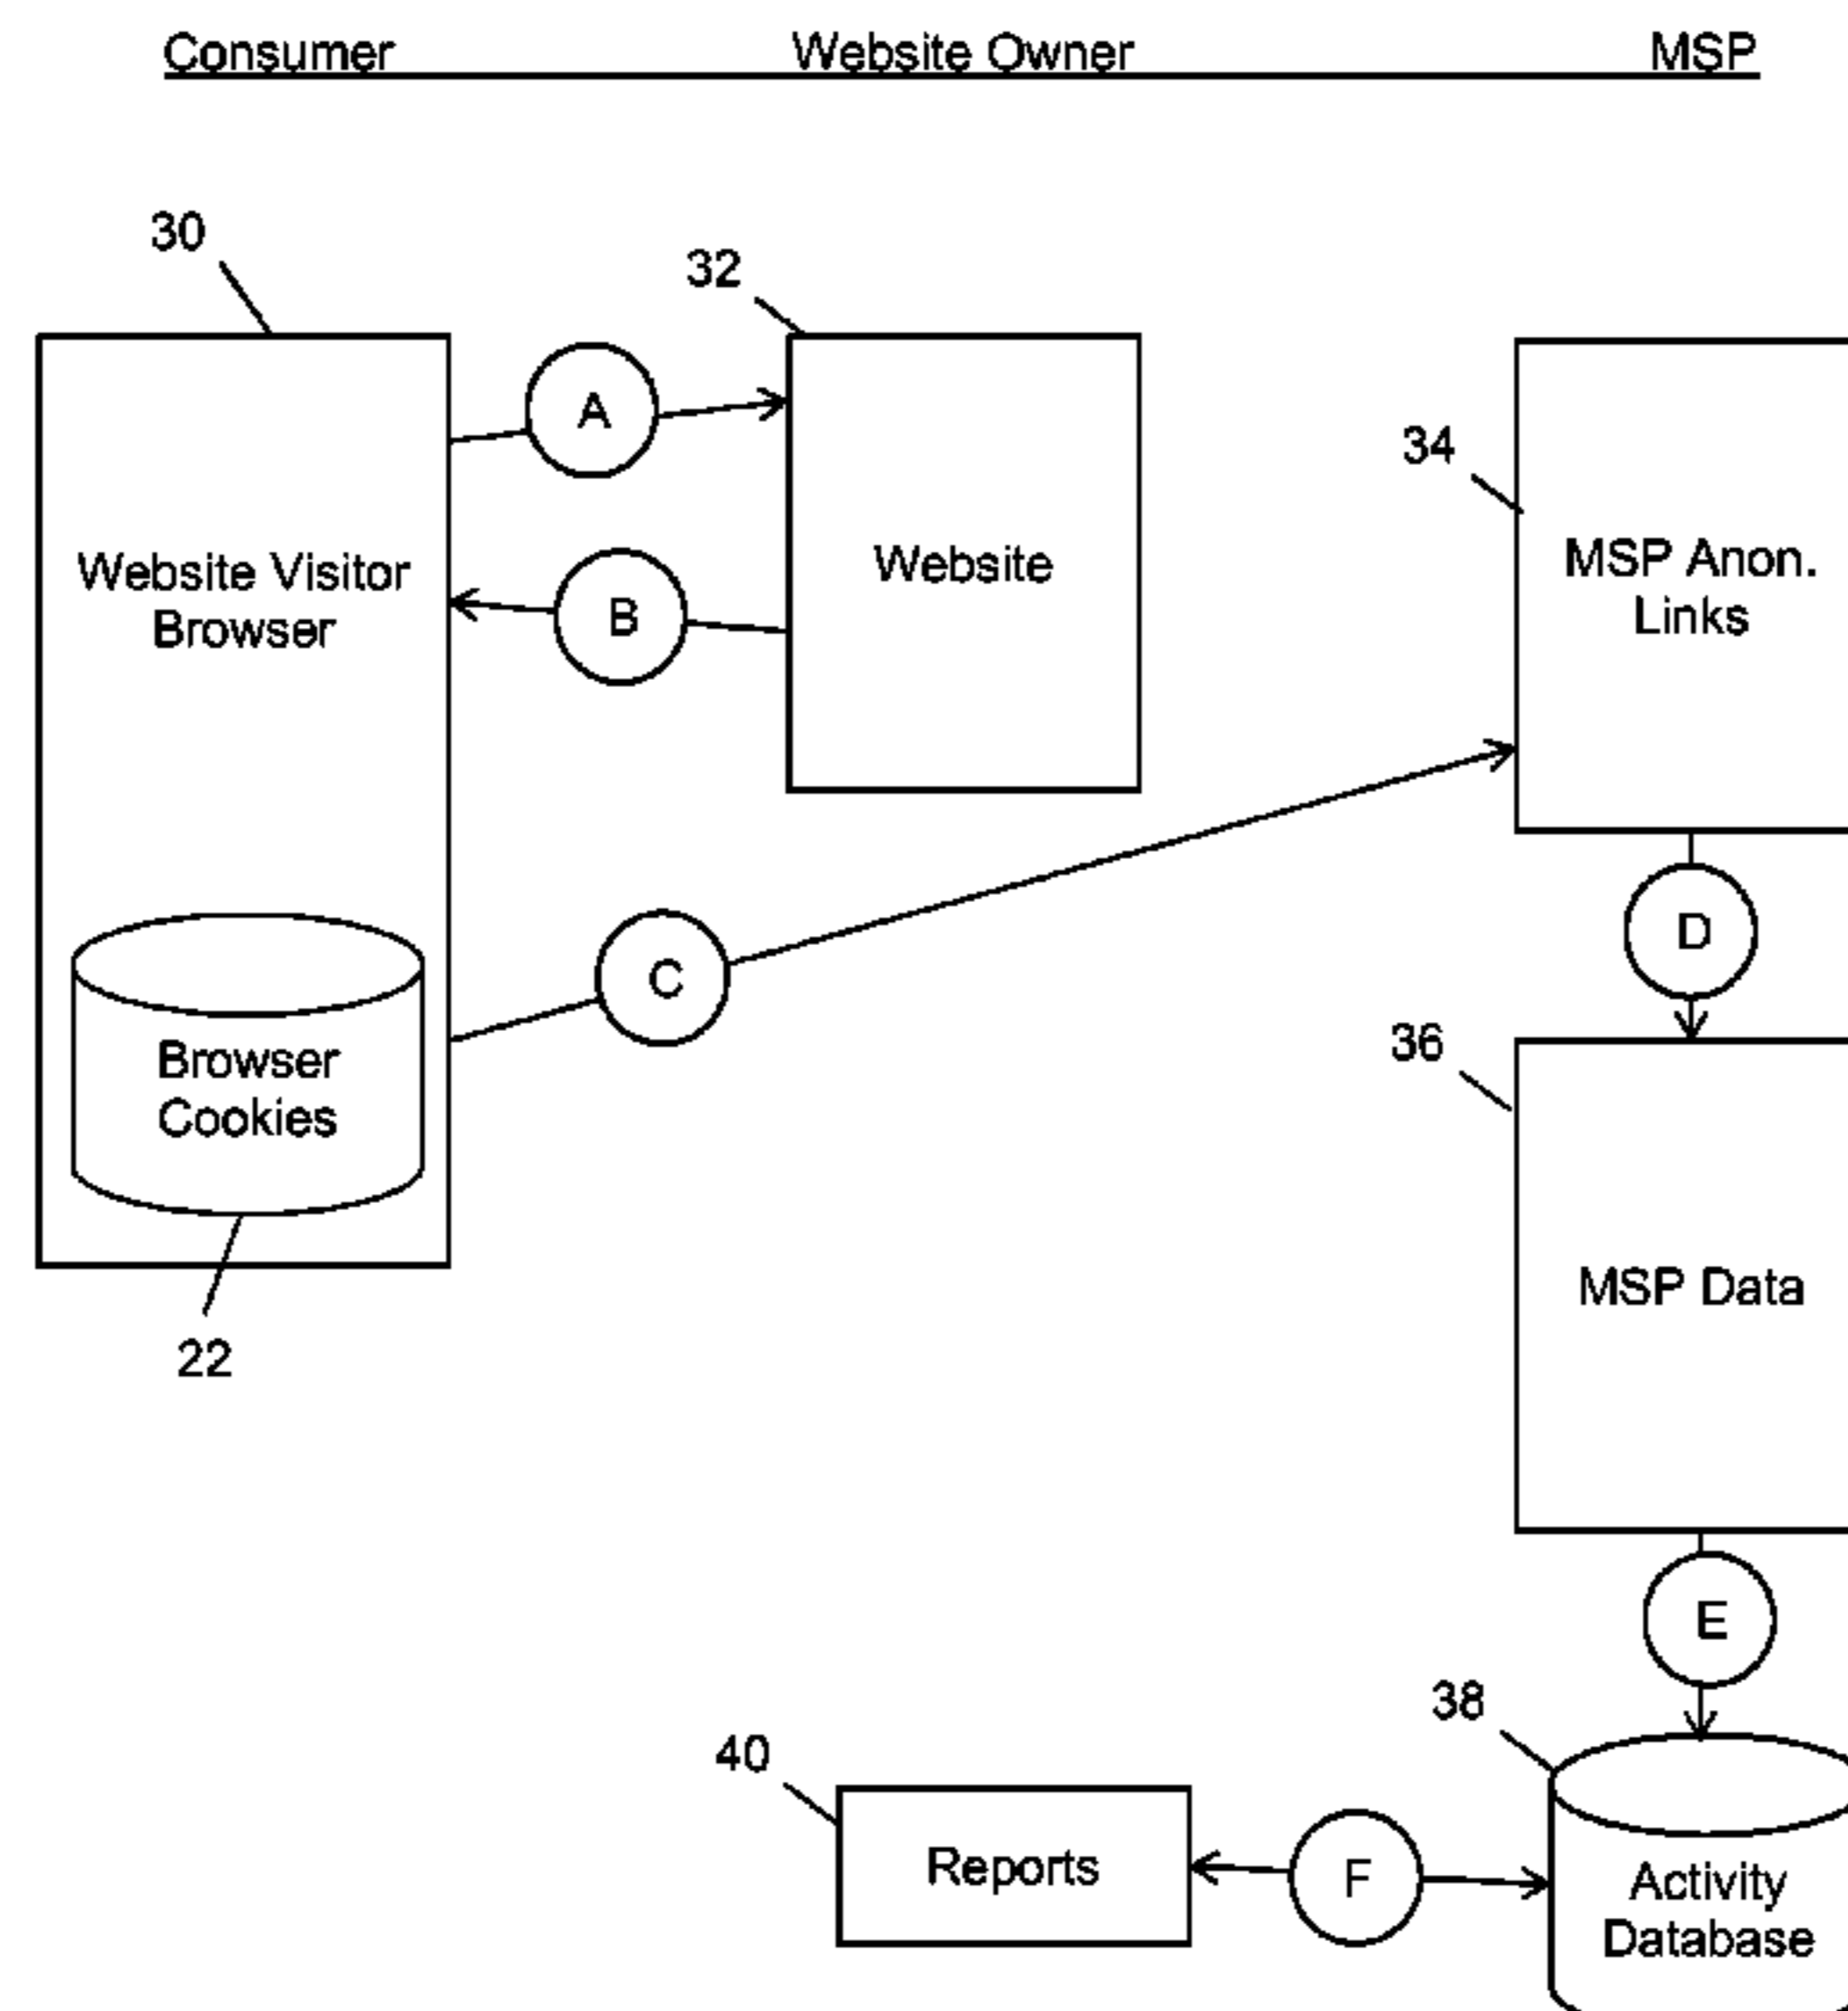 Consumer Website Owner MSP
30
32
A
34
Website Visitor
Browser
Website
MSP Anon.
Links
B
C
D
36
Browser
Cookies
MSP Data
22
E
38
40
Reports
F
Activity
Database